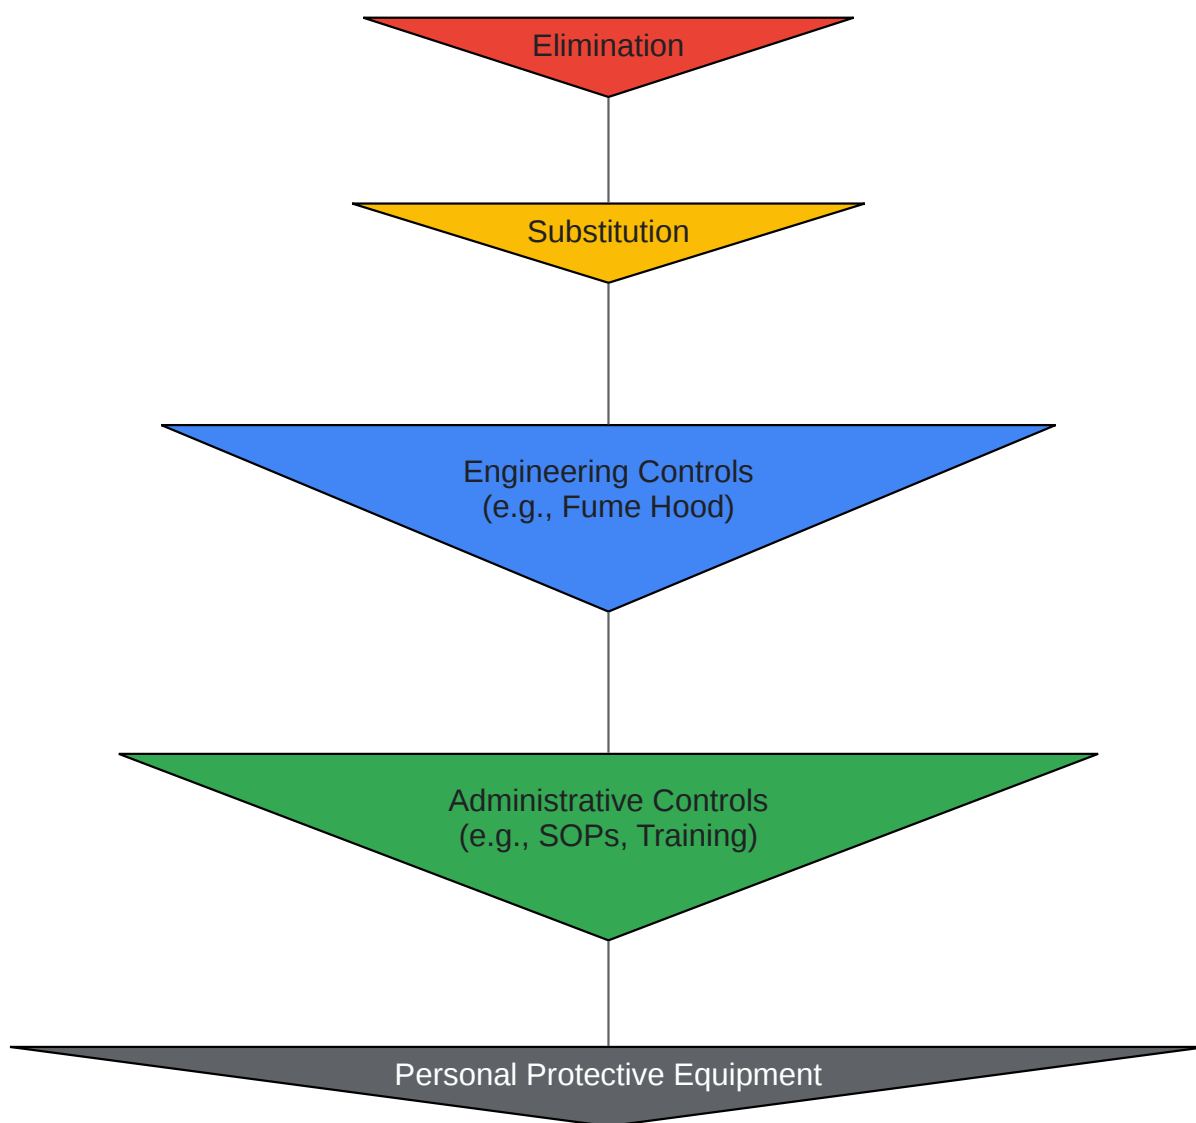 Elimination
Substitution
Engineering Controls
(e.g., Fume Hood)
Administrative Controls
(e.g., SOPs, Training)
Personal Protective Equipment